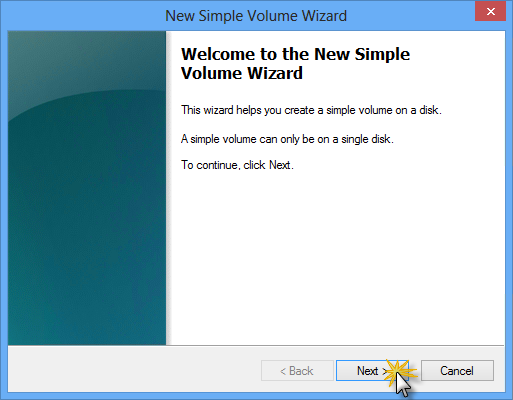 New Simple Volume Wizard
Welcome to the New Simple
Volume Wizard
This wizard helps you create a simple volume on a disk.
A simple volume can only be on a single disk.
To continue, click Next.
< Back Next > Cancel